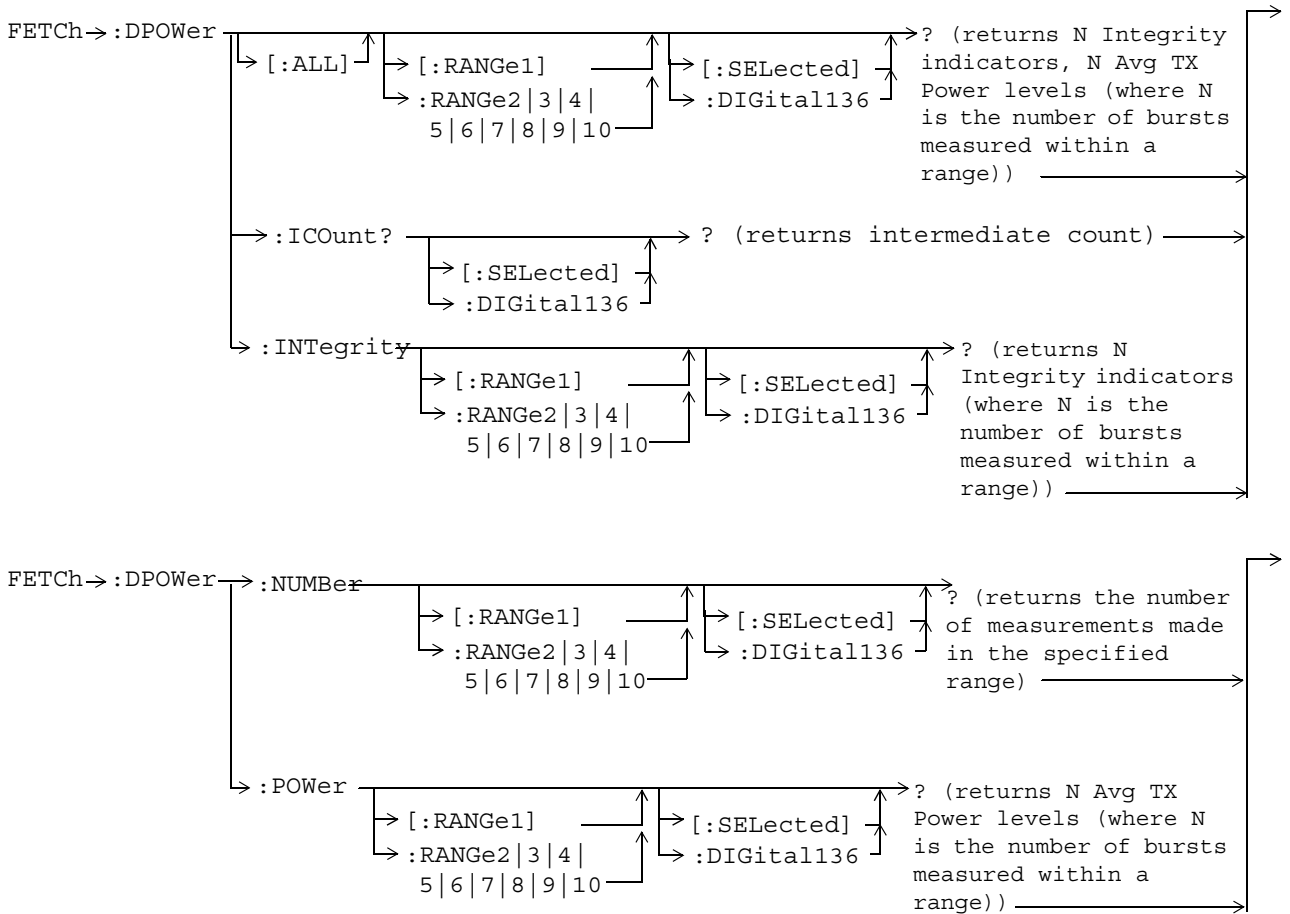 FETCh :DPOWer
[:ALL]
[:RANGe1]
:RANGe2|3|4|
5|6|7|8|9|10
[:SELected]
:DIGital136
? (returns N Integrity
indicators, N Avg TX
Power levels (where N
is the number of bursts
measured within a
range))
:ICOunt?
[:SELected]
:DIGital136
? (returns intermediate count)
:INTegrity
[:RANGe1]
:RANGe2|3|4|
5|6|7|8|9|10
[:SELected]
:DIGital136
? (returns N
Integrity indicators
(where N is the
number of bursts
measured within a
range))
FETCh :DPOWer :NUMBer
[:RANGe1]
:RANGe2|3|4|
5|6|7|8|9|10
[:SELected]
:DIGital136
? (returns the number
of measurements made
in the specified
range)
:POWer
[:RANGe1]
:RANGe2|3|4|
5|6|7|8|9|10
[:SELected]
:DIGital136
? (returns N Avg TX
Power levels (where N
is the number of bursts
measured within a
range))